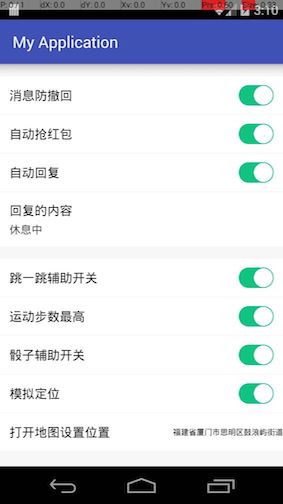 P: 0 / 1 dX: 0.0 dY: 0.0 Xv: 0.0 Yv: 0.0 Prs: 0.60 Size: 0.33
3:10
My Application
消息防撤回
自动抢红包
自动回复
回复的内容
休息中
跳一跳辅助开关
运动步数最高
骰子辅助开关
模拟定位
打开地图设置位置 福建省厦门市思明区鼓浪屿街道